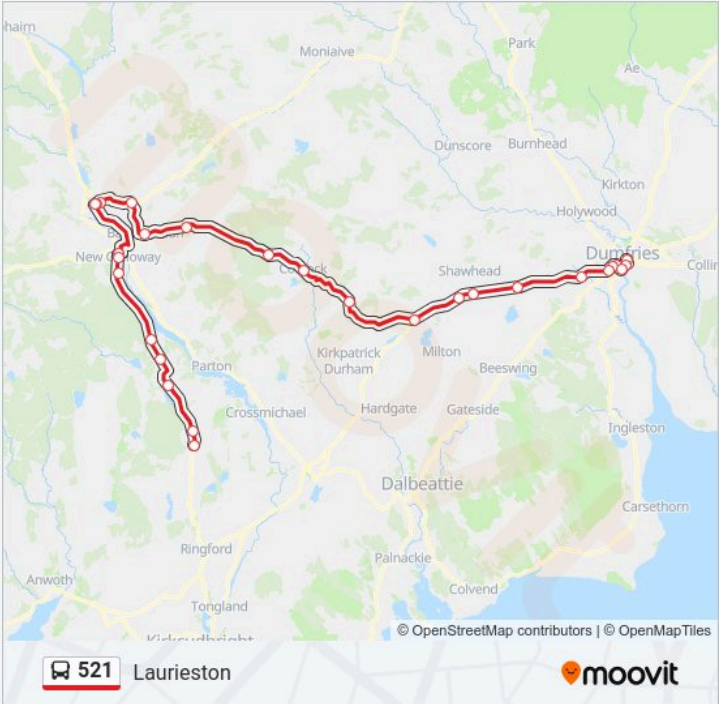 Moniaive
Park
Ae
Dunscore
Burnhead
Kirkton
Holywood
Dumfries
Collin
New Galloway
Shawhead
Parton
Kirkpatrick
Durham
Milton
Beeswing
Crossmichael
Hardgate
Gateside
Ingleston
Dalbeattie
Carsethorn
Ringford
Palnackie
Anwoth
Colvend
Tongland
Kirkcudbright
© OpenStreetMap contributors | © OpenMapTiles
521 Laurieston
moovit